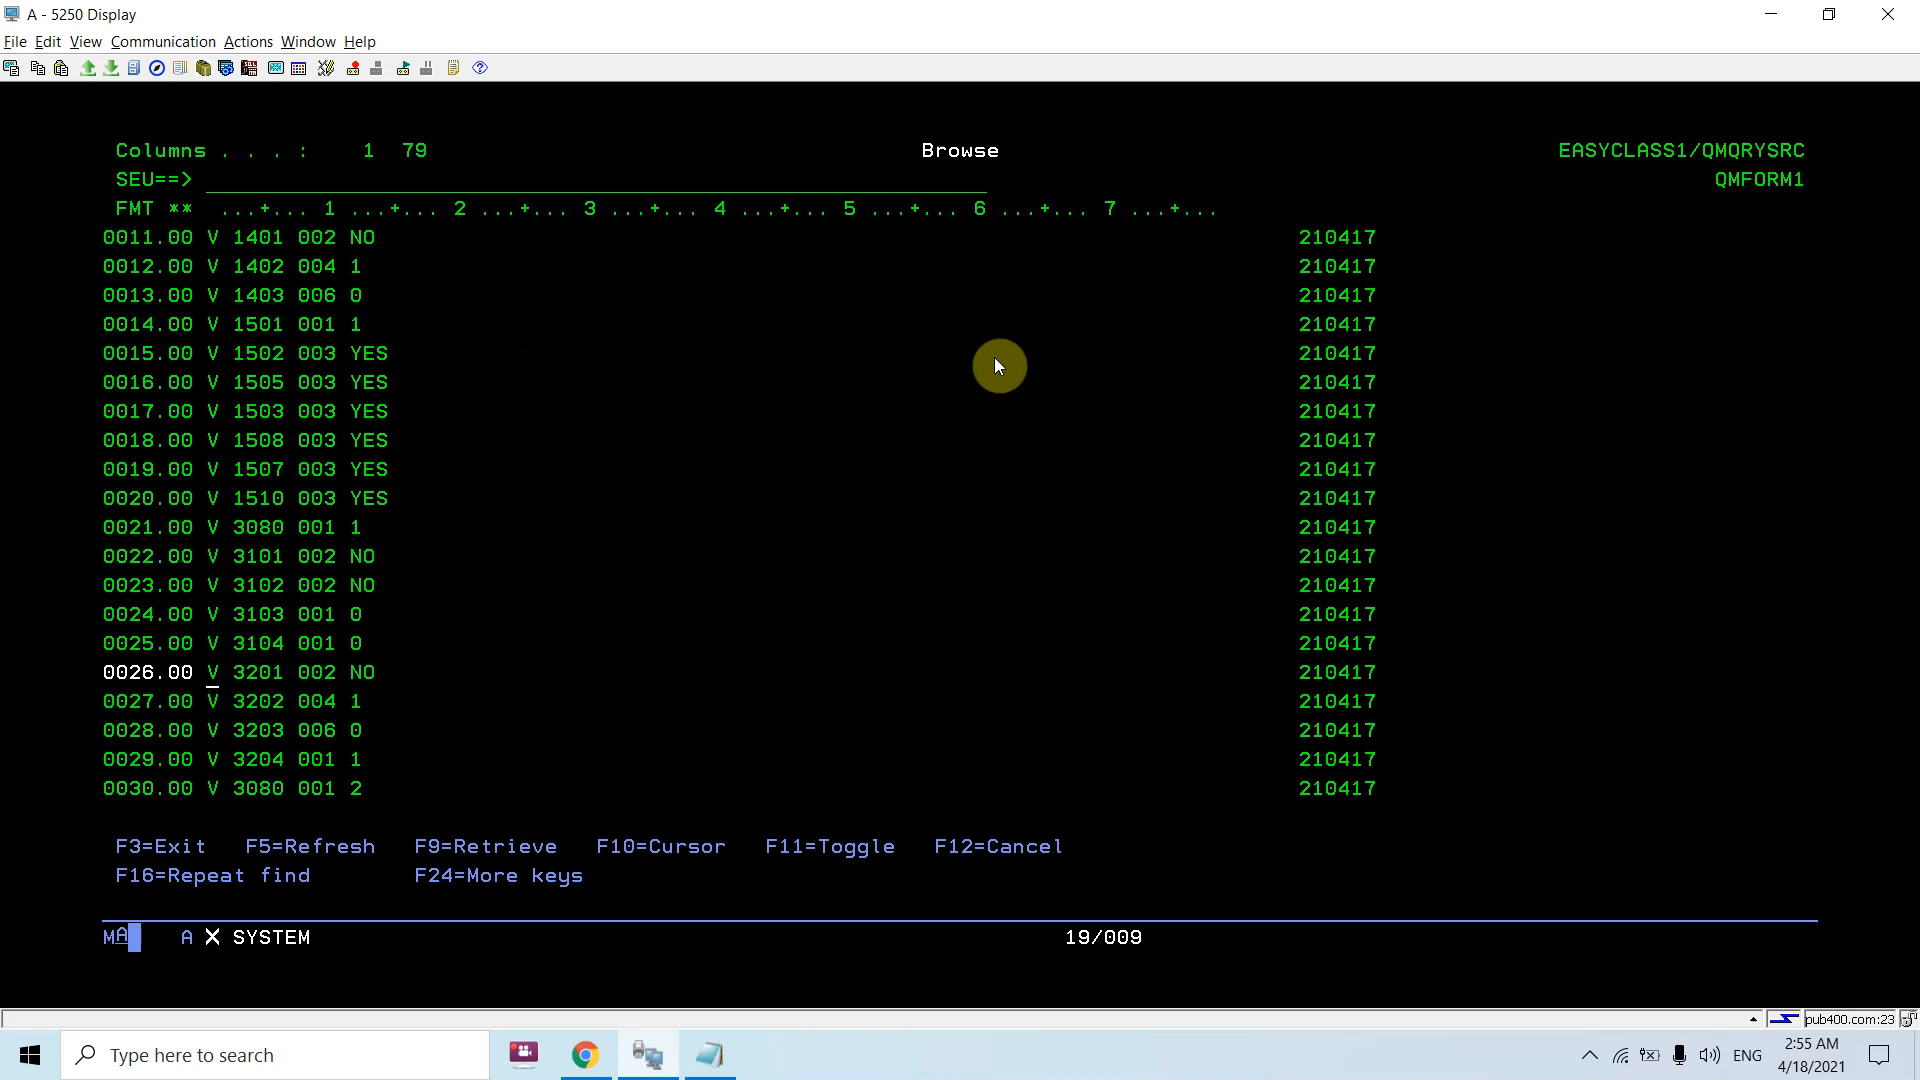 A - 5250 Display
File Edit View Communication Actions Window Help
Columns . . . :    1  79    Browse    EASYCLASS1/QMQRYSRC
SEU==>    QMFORM1
FMT **  ...+... 1 ...+... 2 ...+... 3 ...+... 4 ...+... 5 ...+... 6 ...+... 7 ...+...
0011.00 V 1401 002 NO    210417
0012.00 V 1402 004 1    210417
0013.00 V 1403 006 0    210417
0014.00 V 1501 001 1    210417
0015.00 V 1502 003 YES    210417
0016.00 V 1505 003 YES    210417
0017.00 V 1503 003 YES    210417
0018.00 V 1508 003 YES    210417
0019.00 V 1507 003 YES    210417
0020.00 V 1510 003 YES    210417
0021.00 V 3080 001 1    210417
0022.00 V 3101 002 NO    210417
0023.00 V 3102 002 NO    210417
0024.00 V 3103 001 0    210417
0025.00 V 3104 001 0    210417
0026.00 V 3201 002 NO    210417
0027.00 V 3202 004 1    210417
0028.00 V 3203 006 0    210417
0029.00 V 3204 001 1    210417
0030.00 V 3080 001 2    210417
F3=Exit   F5=Refresh   F9=Retrieve   F10=Cursor   F11=Toggle   F12=Cancel
F16=Repeat find        F24=More keys
MA    A X SYSTEM    19/009
pub400.com:23
Type here to search    ENG    2:55 AM
4/18/2021